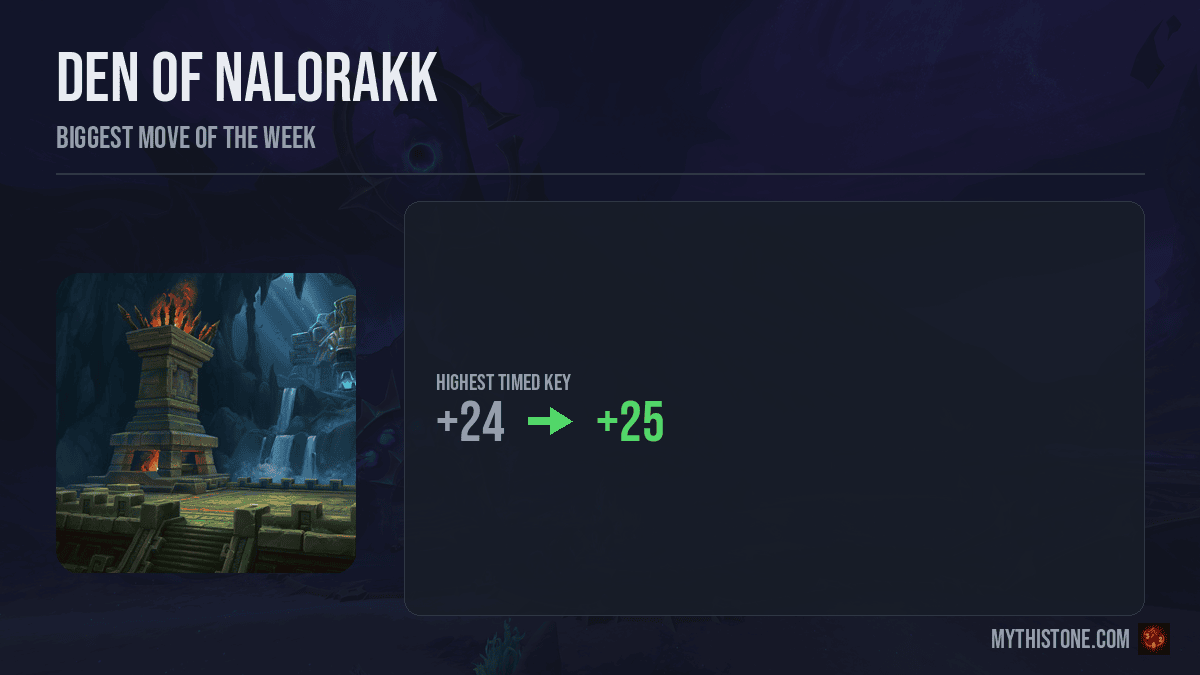 DEN OF NALORAKK
BIGGEST MOVE OF THE WEEK
HIGHEST TIMED KEY
+24 → +25
MYTHISTONE.COM